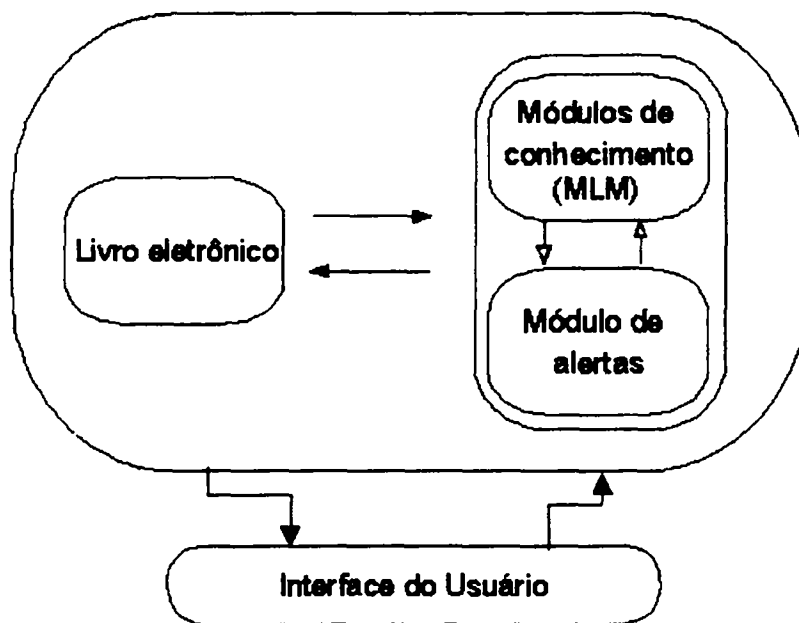 Módulos de
conhecimento
(MLM)
Livro eletrônico
Módulo de
alertas
Interface do Usuário